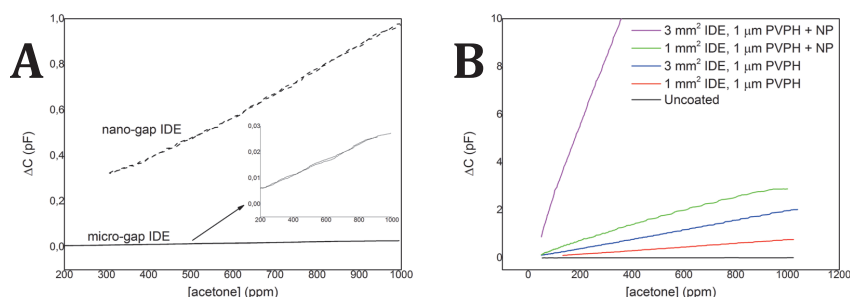 A
1,0
0,8
0,6
0,4
0,2
0,0
ΔC (pF)
nano-gap IDE
micro-gap IDE
0,03
0,02
0,01
0,00
200 400 600 800 1000
200 300 400 500 600 700 800 900 1000
[acetone] (ppm)
B
10
8
6
4
2
0
ΔC (pF)
3 mm² IDE, 1 μm PVPH + NP
1 mm² IDE, 1 μm PVPH + NP
3 mm² IDE, 1 μm PVPH
1 mm² IDE, 1 μm PVPH
Uncoated
0 200 400 600 800 1000 1200
[acetone] (ppm)